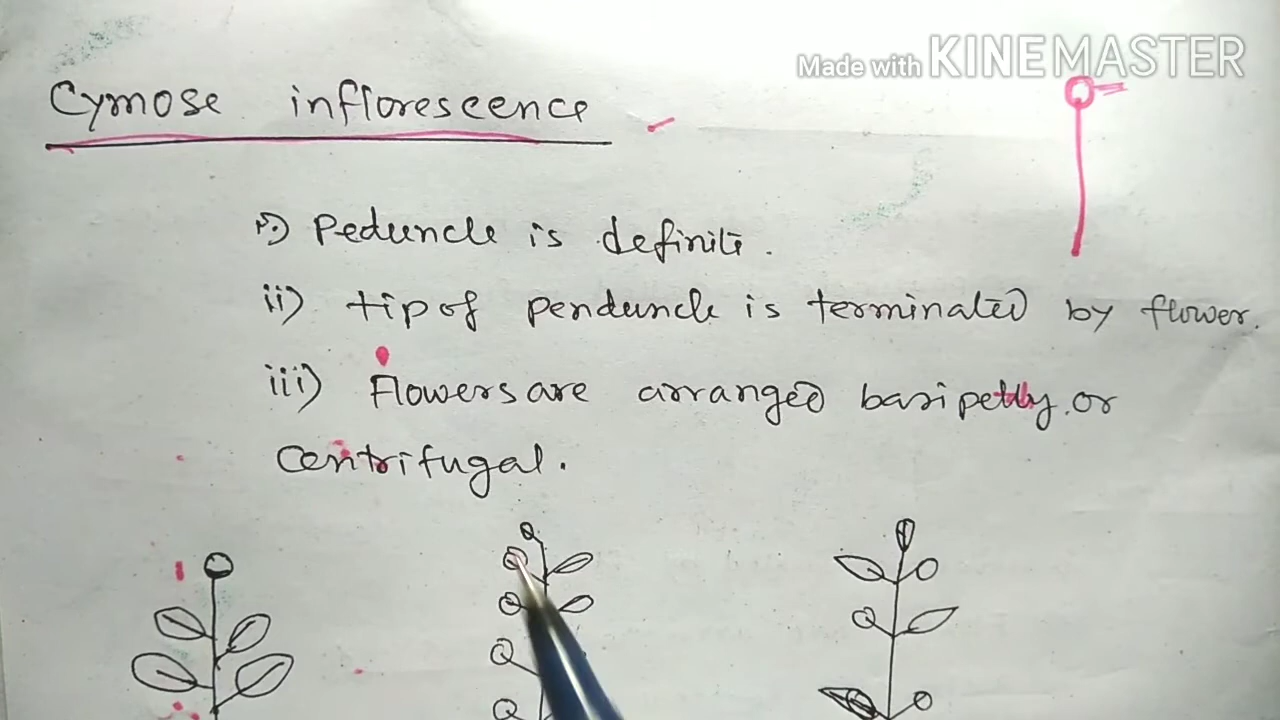 Made with KINEMASTER
Cymose inflorescence
i) Peduncle is definite.
ii) tip of penduncle is terminated by flower.
iii) Flowers are arranged basipetly or
Centrifugal.